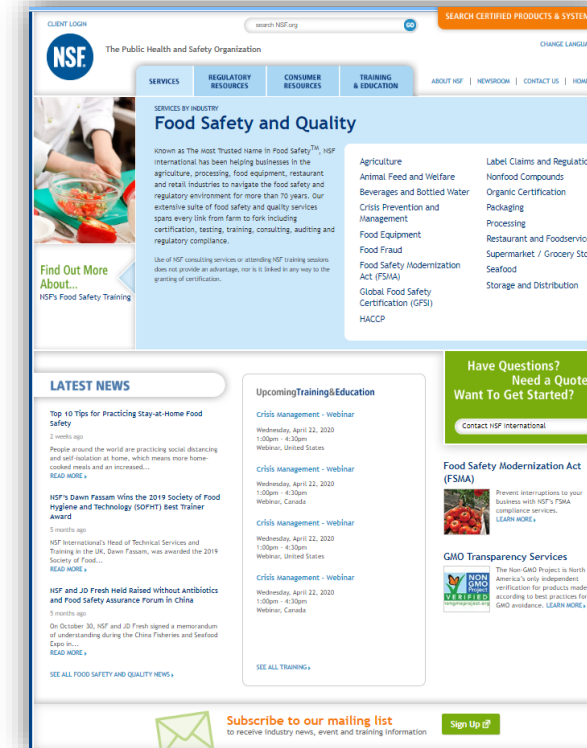 CLIENT LOGIN
search NSF.org
GO
SEARCH CERTIFIED PRODUCTS & SYSTEM
NSF
The Public Health and Safety Organization
CHANGE LANGUA
SERVICES
REGULATORY
RESOURCES
CONSUMER
RESOURCES
TRAINING
& EDUCATION
ABOUT NSF | NEWSROOM | CONTACT US | HOME
SERVICES BY INDUSTRY
Food Safety and Quality
Known as The Most Trusted Name in Food Safety™, NSF
International has been helping businesses in the
agriculture, processing, food equipment, restaurant
and retail industries to navigate the food safety and
regulatory environment for more than 70 years. Our
extensive suite of food safety and quality services
spans every link from farm to fork including
certification, testing, training, consulting, auditing and
regulatory compliance.
Use of NSF consulting services or attending NSF training sessions
does not provide an advantage, nor is it linked in any way to the
granting of certification.
Agriculture
Animal Feed and Welfare
Beverages and Bottled Water
Crisis Prevention and
Management
Food Equipment
Food Fraud
Food Safety Modernization
Act (FSMA)
Global Food Safety
Certification (GFSI)
HACCP
Label Claims and Regulatio
Nonfood Compounds
Organic Certification
Packaging
Processing
Restaurant and Foodservice
Supermarket / Grocery Sto
Seafood
Storage and Distribution
Find Out More
About...
NSF's Food Safety Training
LATEST NEWS
Top 10 Tips for Practicing Stay-at-Home Food
Safety
2 weeks ago
People around the world are practicing social distancing
and self-isolation at home, which means more home-
cooked meals and an increased...
READ MORE
NSF's Dawn Fassam Wins the 2019 Society of Food
Hygiene and Technology (SOFHT) Best Trainer
Award
5 months ago
NSF International's Head of Technical Services and
Training in the UK, Dawn Fassam, was awarded the 2019
Society of Food...
READ MORE
NSF and JD Fresh Held Raised Without Antibiotics
and Food Safety Assurance Forum in China
5 months ago
On October 30, NSF and JD Fresh signed a memorandum
of understanding during the China Fisheries and Seafood
Expo in...
READ MORE
SEE ALL FOOD SAFETY AND QUALITY NEWS
UpcomingTraining&Education
Crisis Management - Webinar
Wednesday, April 22, 2020
1:00pm - 4:30pm
Webinar, United States
Crisis Management - Webinar
Wednesday, April 22, 2020
1:00pm - 4:30pm
Webinar, Canada
Crisis Management - Webinar
Wednesday, April 22, 2020
1:00pm - 4:30pm
Webinar, United States
Crisis Management - Webinar
Wednesday, April 22, 2020
1:00pm - 4:30pm
Webinar, Canada
SEE ALL TRAINING
Have Questions?
Need a Quote
Want To Get Started?
Contact NSF International
Food Safety Modernization Act
(FSMA)
Prevent interruptions to your
business with NSF's FSMA
compliance services.
LEARN MORE
GMO Transparency Services
NON
GMO
Project
VERIFIED
nongmoproject.org
The Non-GMO Project is North
America's only independent
verification for products made
according to best practices for
GMO avoidance. LEARN MORE
Subscribe to our mailing list
to receive industry news, event and training information
Sign Up